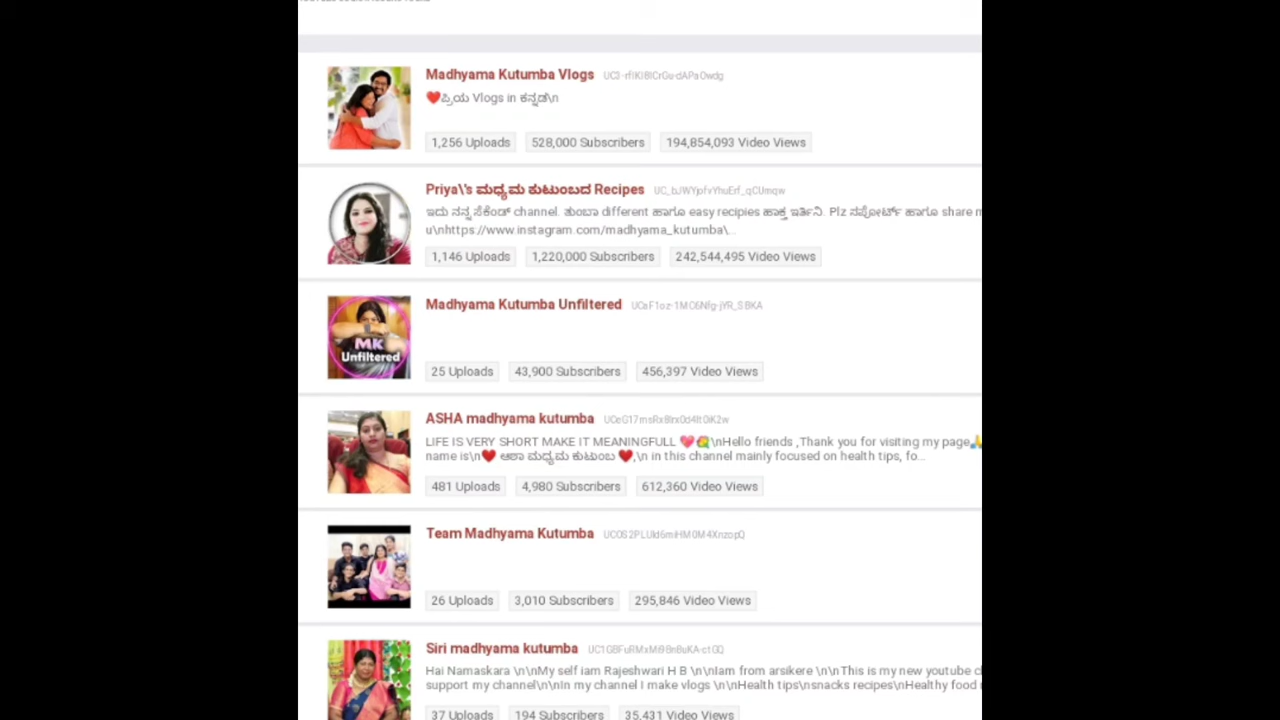 Madhyama Kutumba Vlogs
❤️ಪ್ರಿಯ Vlogs in ಕನ್ನಡ\n
1,256 Uploads 528,000 Subscribers 194,854,093 Video Views
Priya\'s ಮಧ್ಯಮ ಕುಟುಂಬದ Recipes
ಇದು ನನ್ನ ಸೆಕೆಂಡ್ channel. ತುಂಬಾ different ಹಾಗೂ easy recipies ಹಾಕ್ತ ಇರ್ತಿನಿ. Plz ಸಪ್ಪೋರ್ಟ್ ಹಾಗೂ share m
u\nhttps://www.instagram.com/madhyama_kutumba\...
1,146 Uploads 1,220,000 Subscribers 242,544,495 Video Views
Madhyama Kutumba Unfiltered
MK
Unfiltered
25 Uploads 43,900 Subscribers 456,397 Video Views
ASHA madhyama kutumba
LIFE IS VERY SHORT MAKE IT MEANINGFULL 💖💐\nHello friends ,Thank you for visiting my page🙏
name is\n❤️ ಆಶಾ ಮಧ್ಯಮ ಕುಟುಂಬ ❤️,\n in this channel mainly focused on health tips, fo...
481 Uploads 4,980 Subscribers 612,360 Video Views
Team Madhyama Kutumba
26 Uploads 3,010 Subscribers 295,846 Video Views
Siri madhyama kutumba
Hai Namaskara \n\nMy self iam Rajeshwari H B \n\nIam from arsikere \n\nThis is my new youtube c
support my channel\n\nIn my channel I make vlogs \n\nHealth tips\nsnacks recipes\nHealthy food
37 Uploads 194 Subscribers 35,431 Video Views